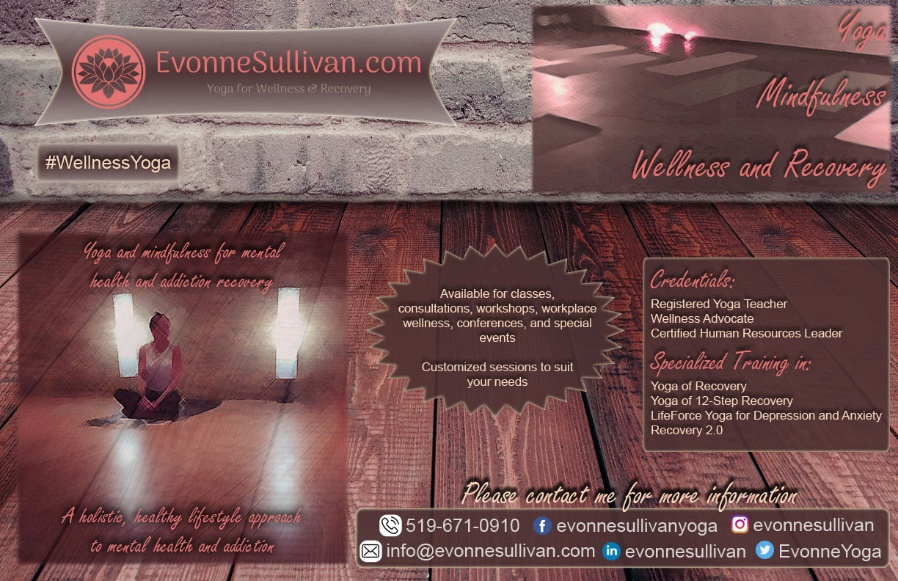 EvonneSullivan.com
Yoga for Wellness & Recovery
#WellnessYoga
Yoga
Mindfulness
Wellness and Recovery
Yoga and mindfulness for mental
health and addiction recovery
A holistic, healthy lifestyle approach
to mental health and addiction
Available for classes,
consultations, workshops, workplace
wellness, conferences, and special
events
Customized sessions to suit
your needs
Credentials:
Registered Yoga Teacher
Wellness Advocate
Certified Human Resources Leader
Specialized Training in:
Yoga of Recovery
Yoga of 12-Step Recovery
LifeForce Yoga for Depression and Anxiety
Recovery 2.0
Please contact me for more information
519-671-0910 evonnesullivanyoga evonnesullivan
info@evonnesullivan.com evonnesullivan EvonneYoga